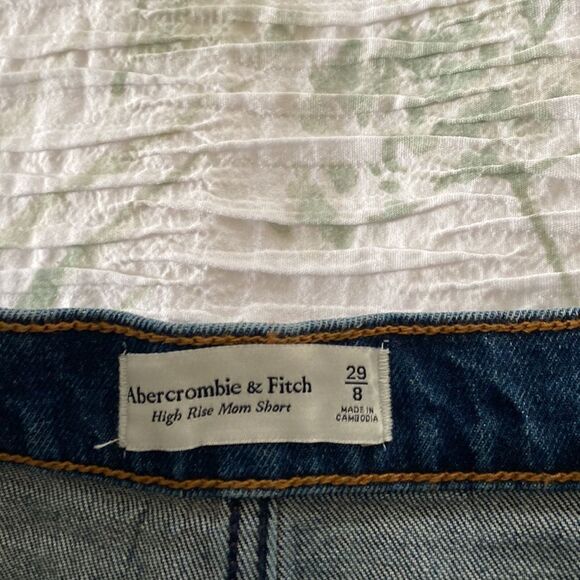 Abercrombie & Fitch
High Rise Mom Short
29
8
MADE IN
CAMBODIA